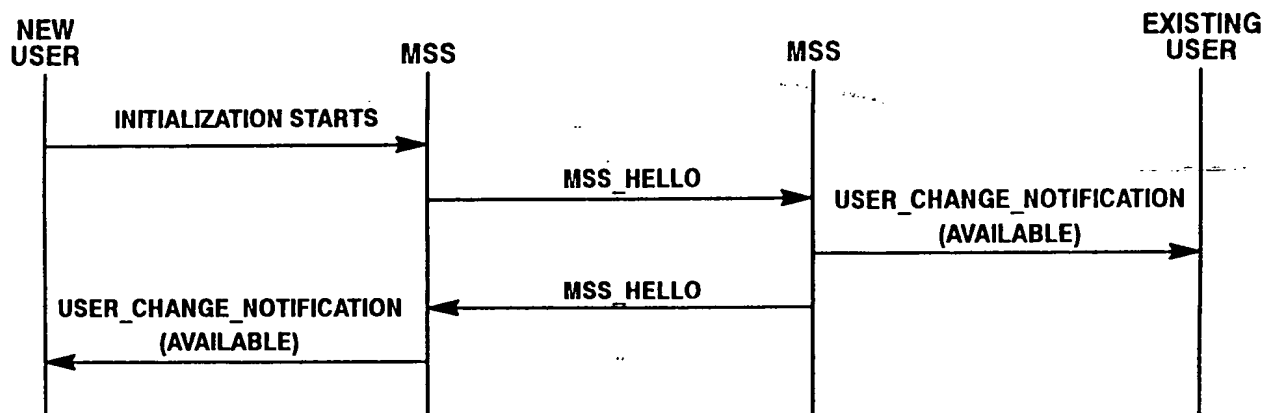 NEW
USER
MSS
MSS
EXISTING
USER
INITIALIZATION STARTS
MSS_HELLO
USER_CHANGE_NOTIFICATION
(AVAILABLE)
MSS_HELLO
USER_CHANGE_NOTIFICATION
(AVAILABLE)